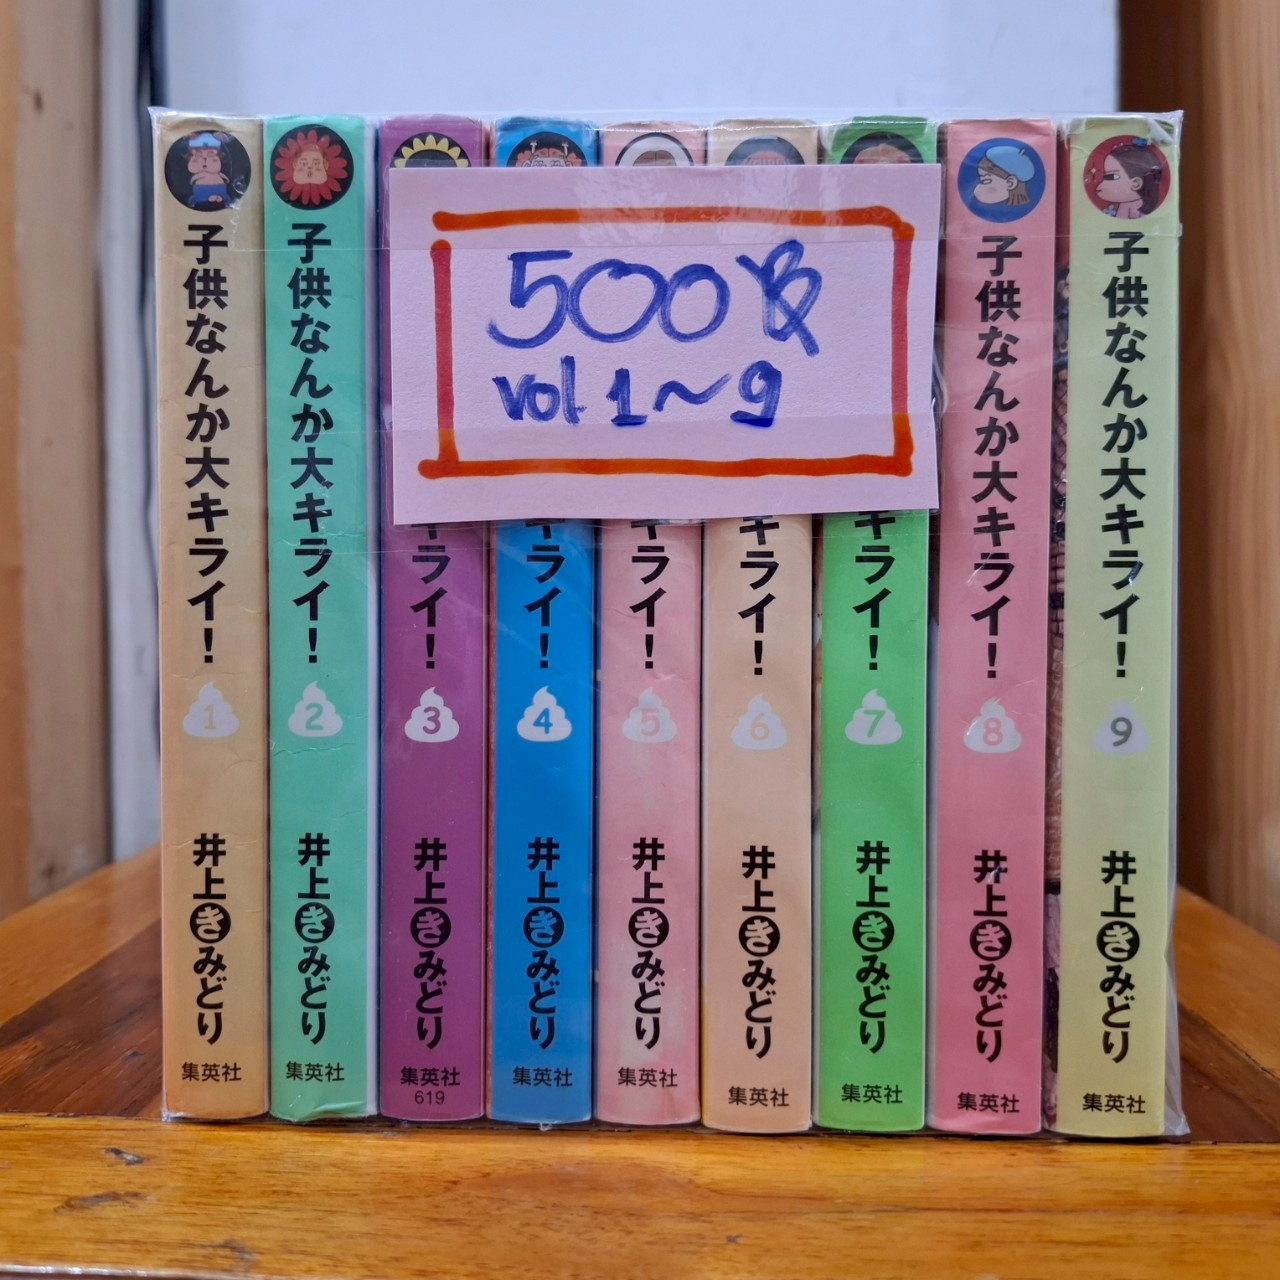 子供なんか大キライ!
1
井上きみどり
集英社
子供なんか大キライ!
2
井上きみどり
集英社
500฿
vol 1~9
キライ!
3
井上きみどり
集英社
619
キライ!
4
井上きみどり
集英社
キライ!
5
井上きみどり
集英社
キライ!
6
井上きみどり
集英社
キライ!
7
井上きみどり
集英社
子供なんか大キライ!
8
井上きみどり
集英社
子供なんか大キライ!
9
井上きみどり
集英社